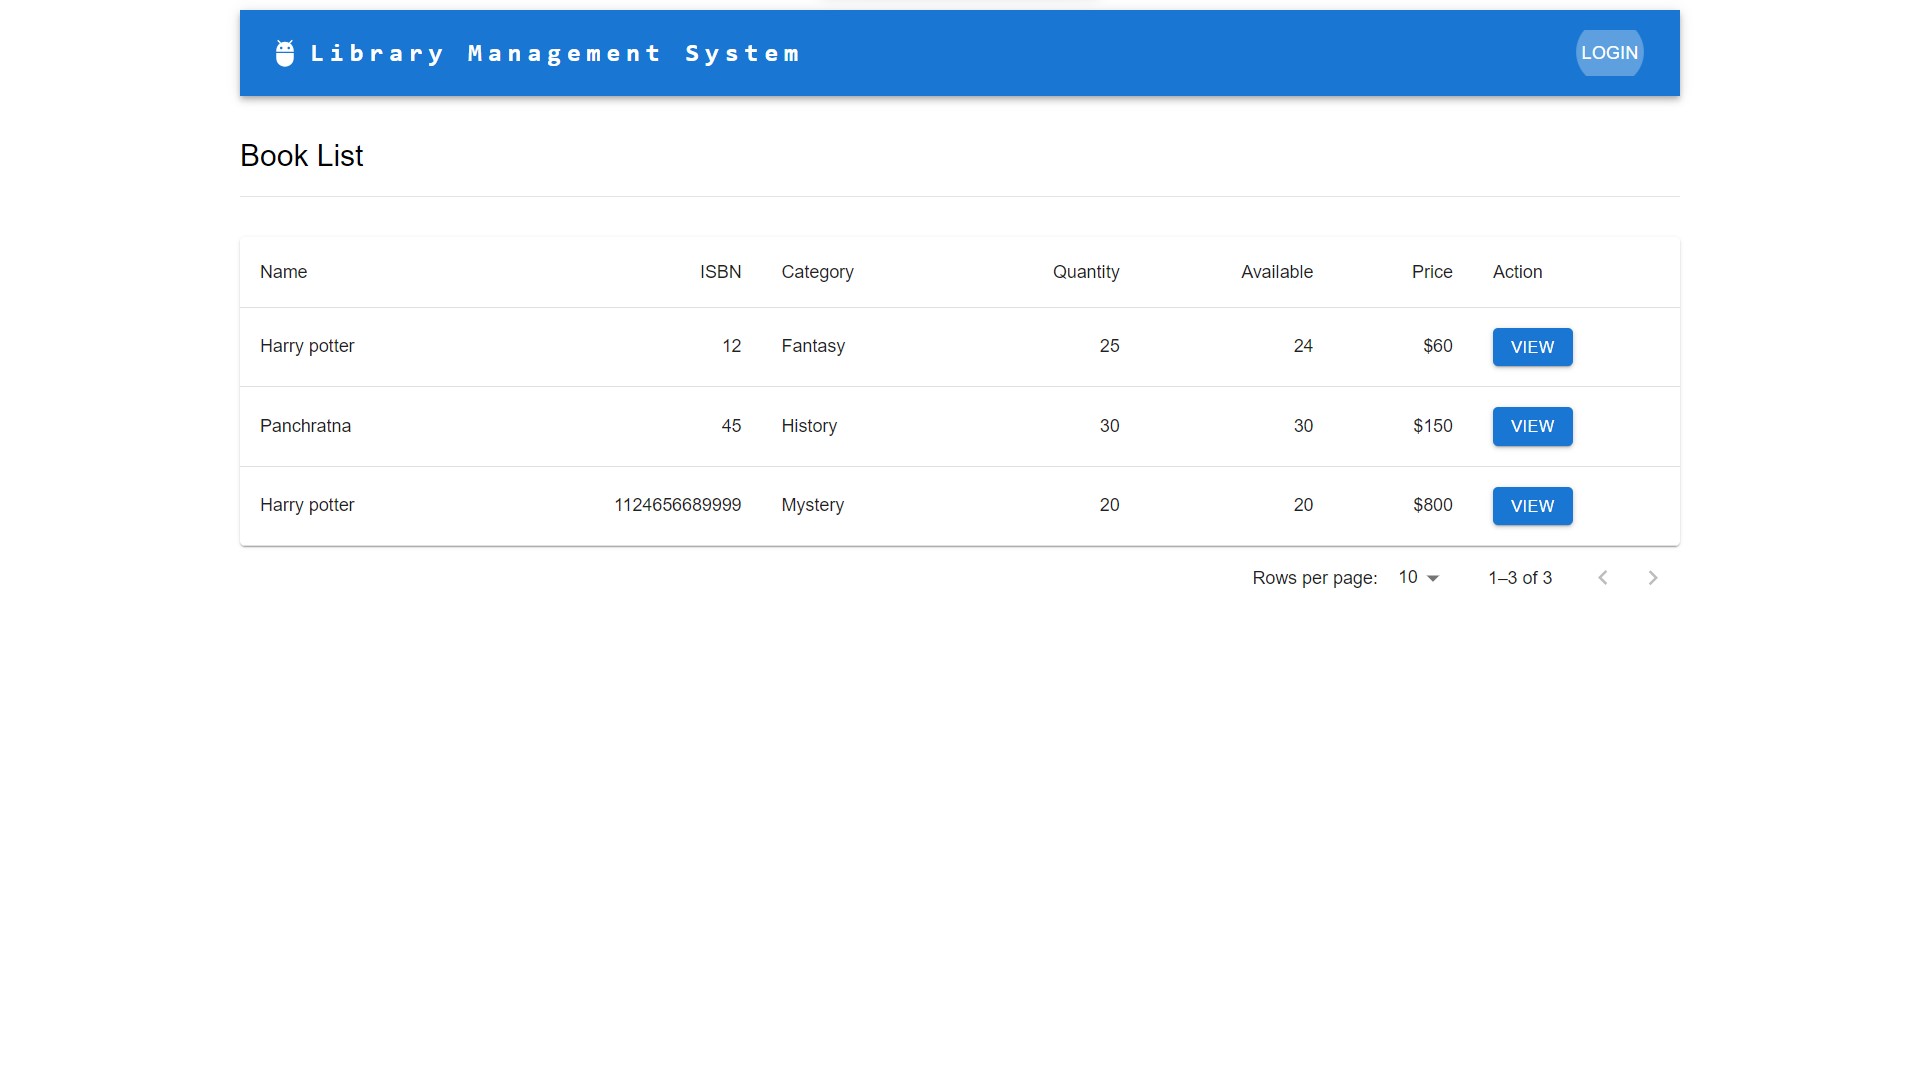 Library Management System LOGIN
Book List
Name ISBN Category Quantity Available Price Action
Harry potter 12 Fantasy 25 24 $60 VIEW
Panchratna 45 History 30 30 $150 VIEW
Harry potter 1124656689999 Mystery 20 20 $800 VIEW
Rows per page: 10 1–3 of 3